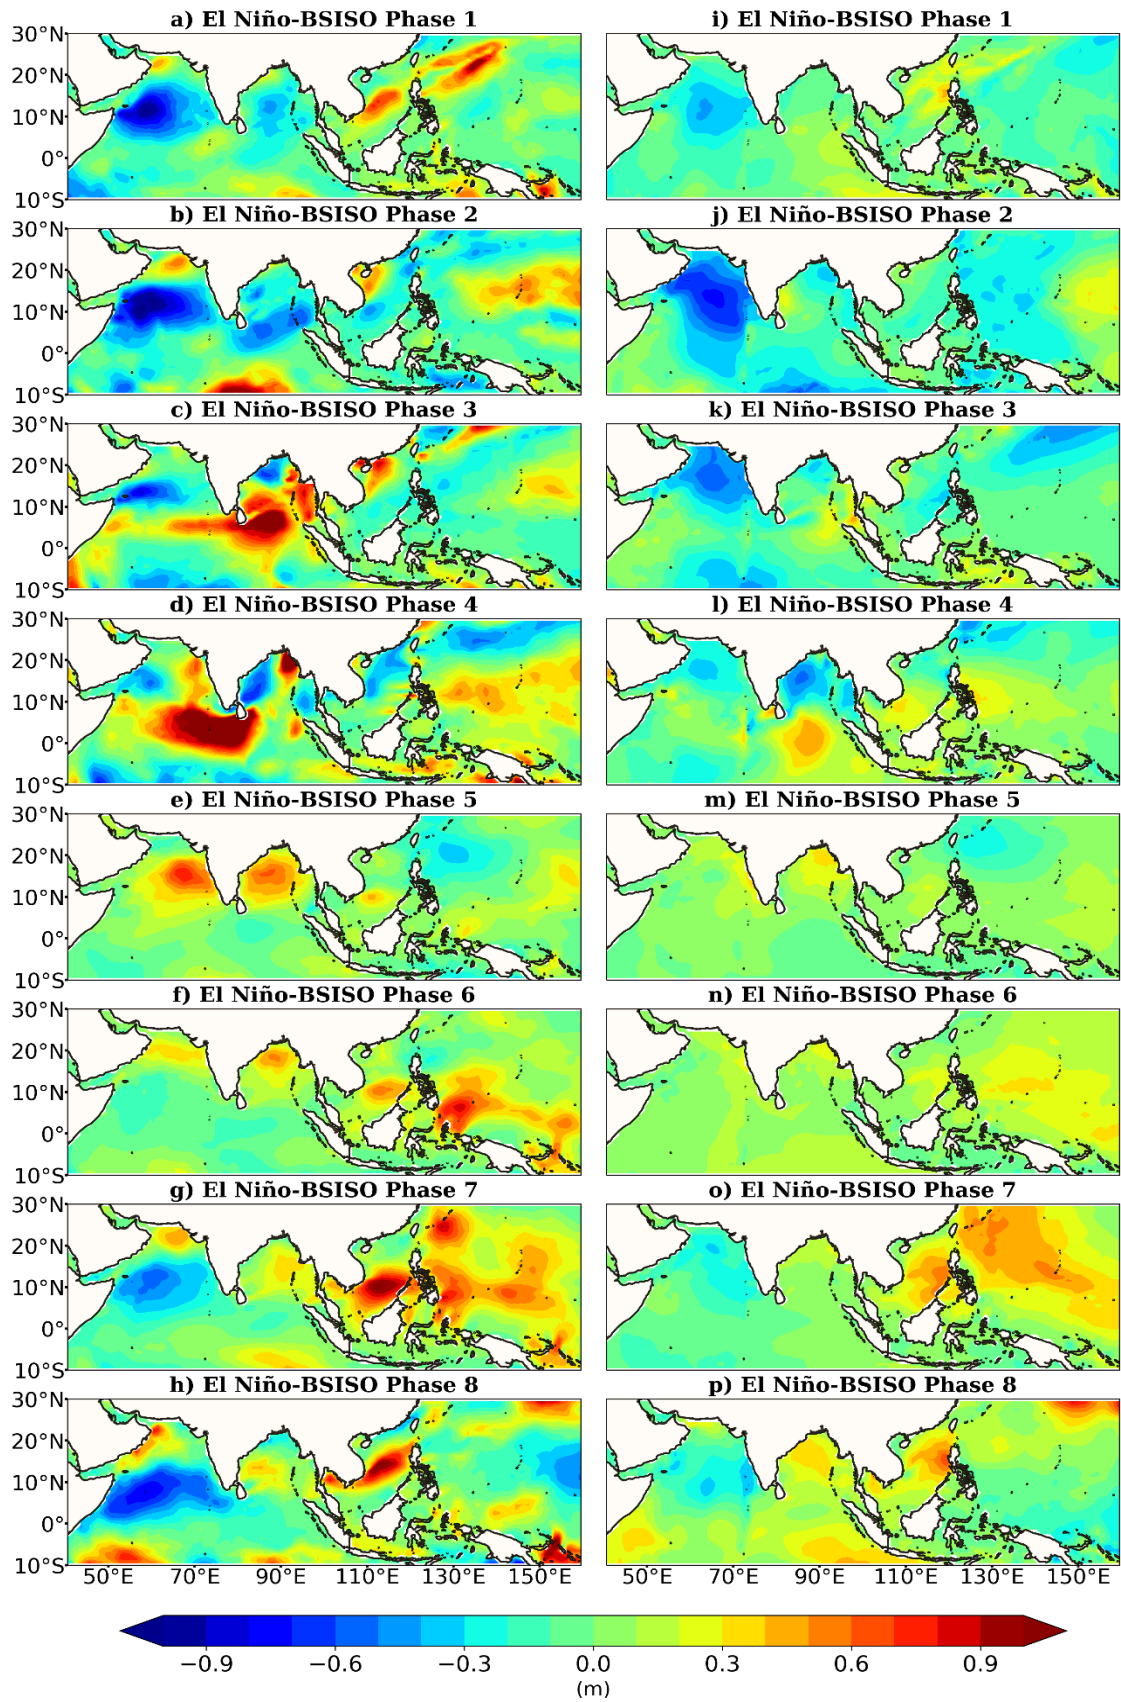 a) El Niño-BSISO Phase 1
i) El Niño-BSISO Phase 1
30°N
20°N
10°N
0°
10°S
b) El Niño-BSISO Phase 2
j) El Niño-BSISO Phase 2
30°N
20°N
10°N
0°
10°S
c) El Niño-BSISO Phase 3
k) El Niño-BSISO Phase 3
30°N
20°N
10°N
0°
10°S
d) El Niño-BSISO Phase 4
l) El Niño-BSISO Phase 4
30°N
20°N
10°N
0°
10°S
e) El Niño-BSISO Phase 5
m) El Niño-BSISO Phase 5
30°N
20°N
10°N
0°
10°S
f) El Niño-BSISO Phase 6
n) El Niño-BSISO Phase 6
30°N
20°N
10°N
0°
10°S
g) El Niño-BSISO Phase 7
o) El Niño-BSISO Phase 7
30°N
20°N
10°N
0°
10°S
h) El Niño-BSISO Phase 8
p) El Niño-BSISO Phase 8
30°N
20°N
10°N
0°
10°S
50°E 70°E 90°E 110°E 130°E 150°E
50°E 70°E 90°E 110°E 130°E 150°E
−0.9 −0.6 −0.3 0.0 0.3 0.6 0.9
(m)